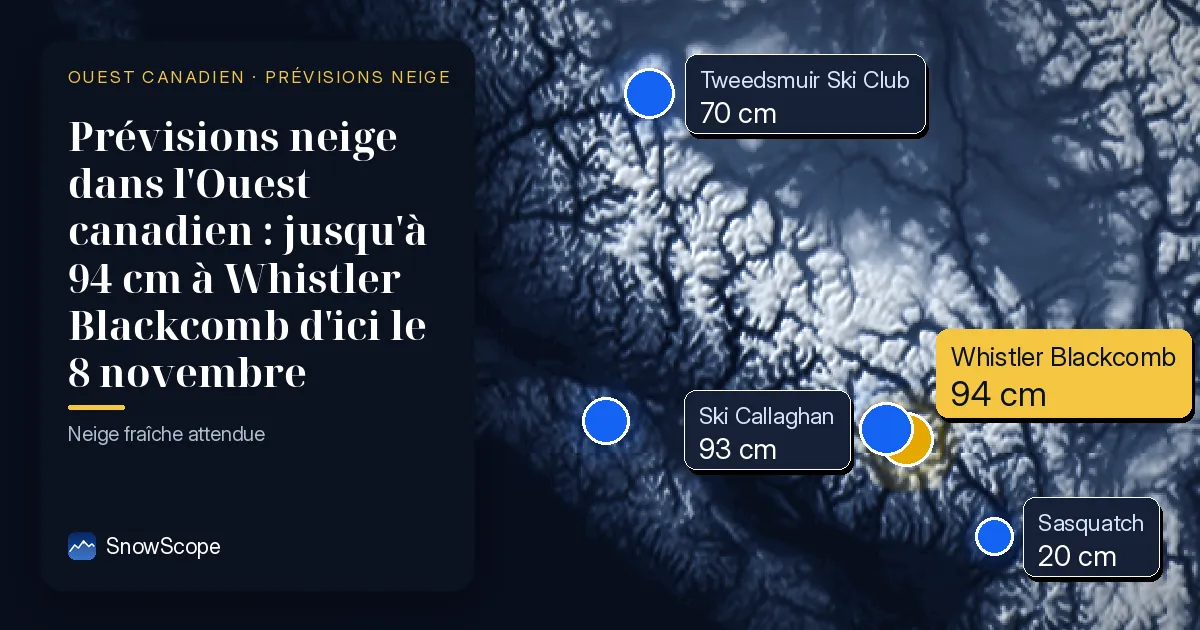 OUEST CANADIEN · PRÉVISIONS NEIGE
Prévisions neige
dans l'Ouest
canadien : jusqu'à
94 cm à Whistler
Blackcomb d'ici le
8 novembre
Neige fraîche attendue
SnowScope
Tweedsmuir Ski Club
70 cm
Whistler Blackcomb
94 cm
Ski Callaghan
93 cm
Sasquatch
20 cm